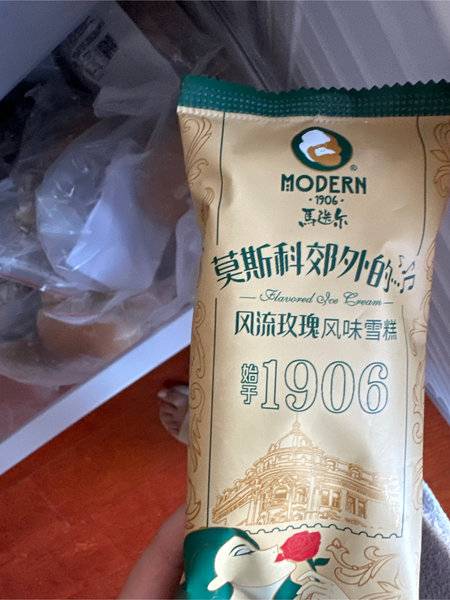 MODERN
·1906·
馬迭尔
莫斯科郊外的
Flavored Ice Cream
风流玫瑰风味雪糕
始于1906